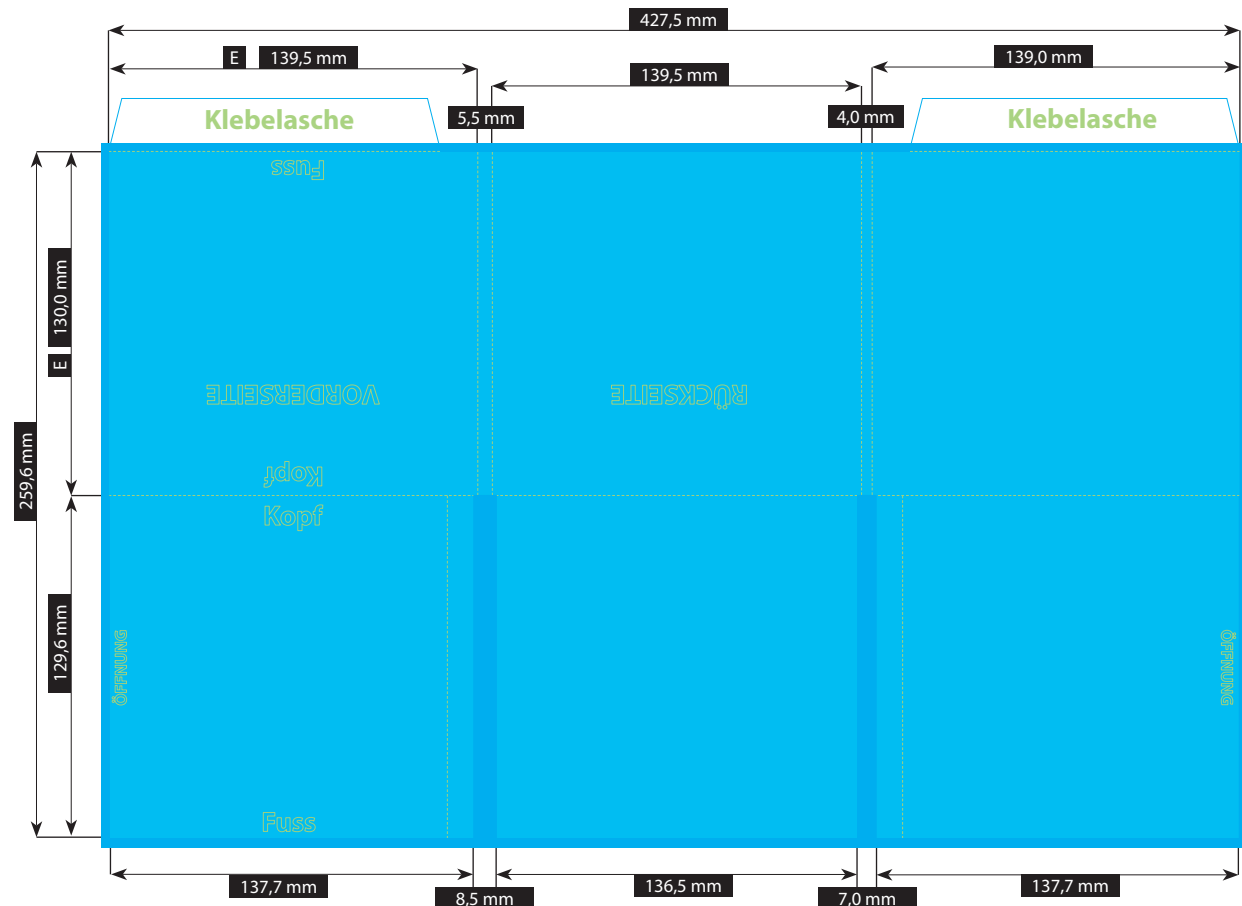 427,5 mm
E 139,5 mm
139,0 mm
139,5 mm
Klebelasche
5,5 mm
4,0 mm
Klebelasche
Fuss
130,0 mm
E
VORDERSEITE
RÜCKSEITE
259,6 mm
Kopf
Kopf
129,6 mm
ÖFFNUNG
ÖFFNUNG
Fuss
137,7 mm
136,5 mm
137,7 mm
8,5 mm
7,0 mm